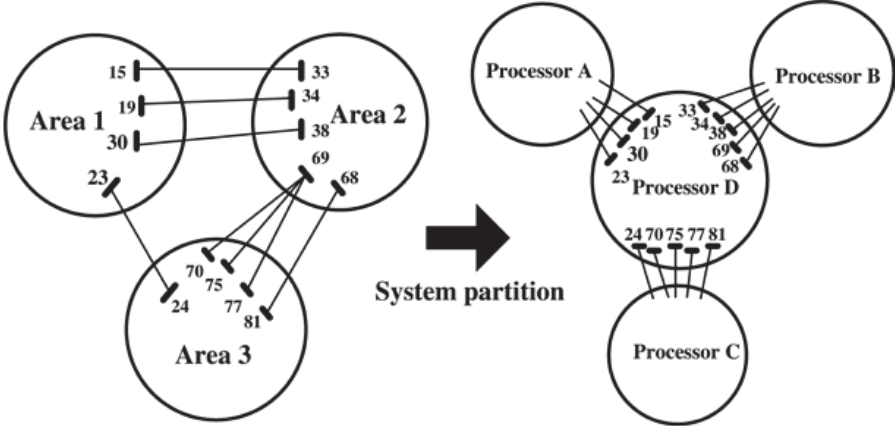 Area 1
15
19
30
23
Area 2
33
34
38
69
68
70
75
77
81
24
Area 3
System partition
Processor A
Processor B
15
19
30
23
33
34
38
69
68
Processor D
24 70 75 77 81
Processor C